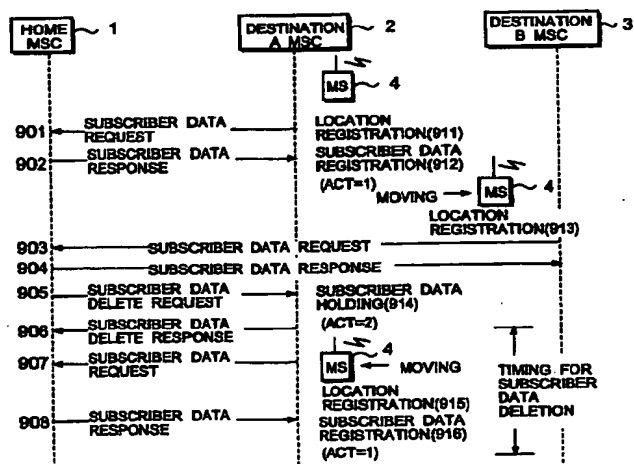 HOME MSC
1
DESTINATION A MSC
2
DESTINATION B MSC
3
MS
4
901
SUBSCRIBER DATA REQUEST
LOCATION REGISTRATION(911)
902
SUBSCRIBER DATA RESPONSE
SUBSCRIBER DATA REGISTRATION(912)
(ACT=1)
MOVING
MS
4
LOCATION REGISTRATION(913)
903
SUBSCRIBER DATA REQUEST
904
SUBSCRIBER DATA RESPONSE
905
SUBSCRIBER DATA DELETE REQUEST
SUBSCRIBER DATA HOLDING(914)
906
SUBSCRIBER DATA DELETE RESPONSE
(ACT=2)
907
SUBSCRIBER DATA REQUEST
MS
4
MOVING
TIMING FOR SUBSCRIBER DATA DELETION
LOCATION REGISTRATION(915)
908
SUBSCRIBER DATA RESPONSE
SUBSCRIBER DATA REGISTRATION(916)
(ACT=1)